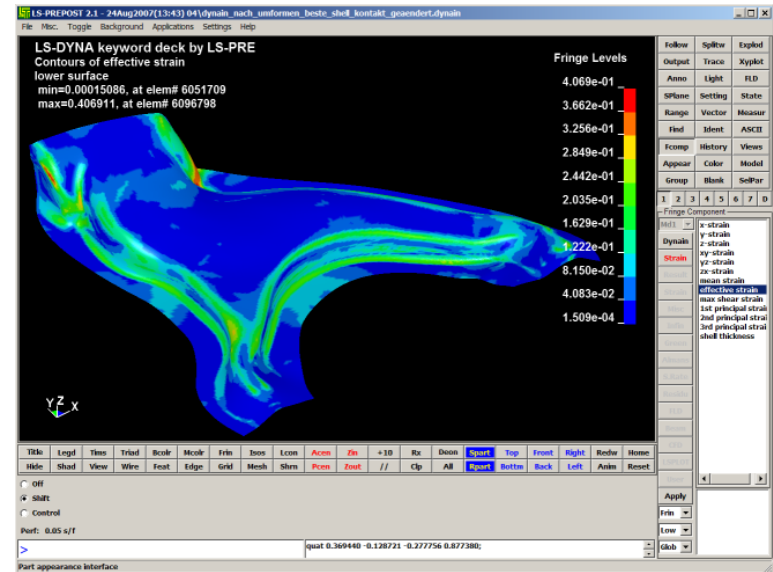 LS-PREPOST 2.1 - 24Aug2007(13:43) 04\dynain_nach_umformen_beste_shell_kontakt_geaendert.dynain
File Misc. Toggle Background Applications Settings Help
LS-DYNA keyword deck by LS-PRE
Contours of effective strain
lower surface
min=0.00015086, at elem# 6051709
max=0.406911, at elem# 6096798
Fringe Levels
4.069e-01
3.662e-01
3.256e-01
2.849e-01
2.442e-01
2.035e-01
1.629e-01
1.222e-01
8.150e-02
4.083e-02
1.509e-04
Y Z X
Follow Splitw Explod
Output Trace Xyplot
Anno Light FLD
SPlane Setting State
Range Vector Measur
Find Ident ASCII
Fcomp History Views
Appear Color Model
Group Blank SelPar
1 2 3 4 5 6 7 D
Fringe Component
Md1
Dynain
Strain
x-strain
y-strain
z-strain
xy-strain
yz-strain
zx-strain
mean strain
effective strain
max shear strain
1st principal strai
2nd principal strai
3rd principal strai
shell thickness
Apply
Frin
Low
Glob
Title Legd Tims Triad Bcolr Mcolr Frin Isos Lcon Acen Zin +10 Rx Deon Spart Top Front Right Redw Home
Hide Shad View Wire Feat Edge Grid Mesh Shrn Pcen Zout // Clp All Rpart Bottm Back Left Anim Reset
Off
Shift
Control
Perf: 0.05 s/f
>
quat 0.369440 -0.128721 -0.277756 0.877380;
Part appearance interface